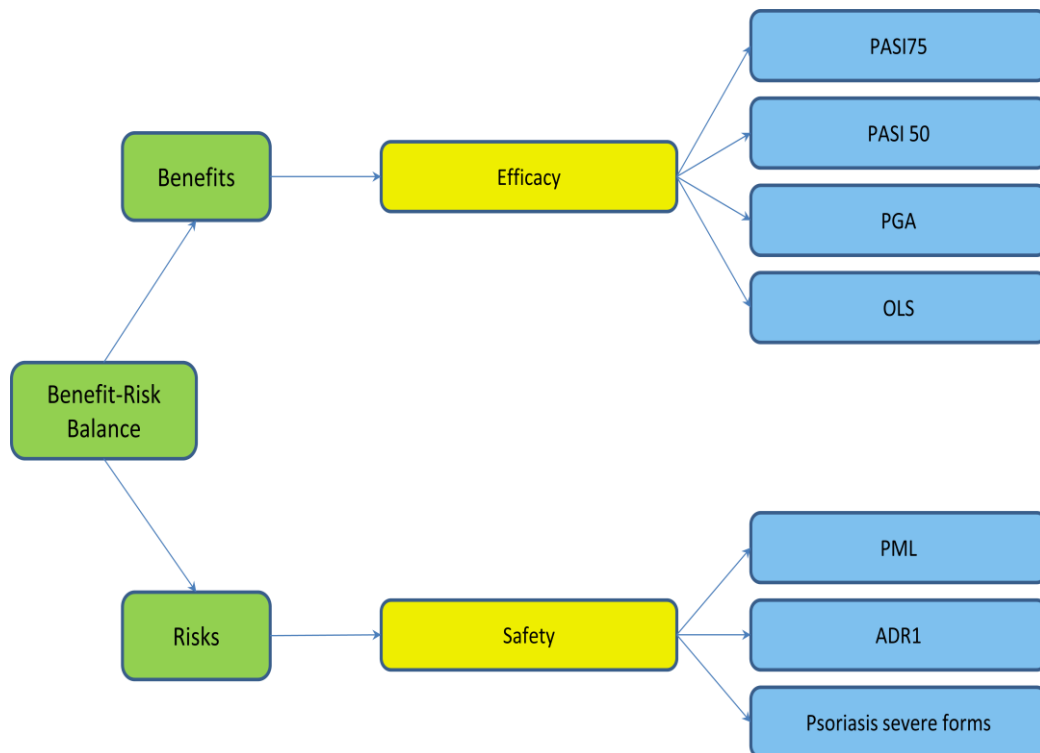 PASI75
PASI 50
Benefits
Efficacy
PGA
OLS
Benefit-Risk
Balance
PML
Risks
Safety
ADR1
Psoriasis severe forms